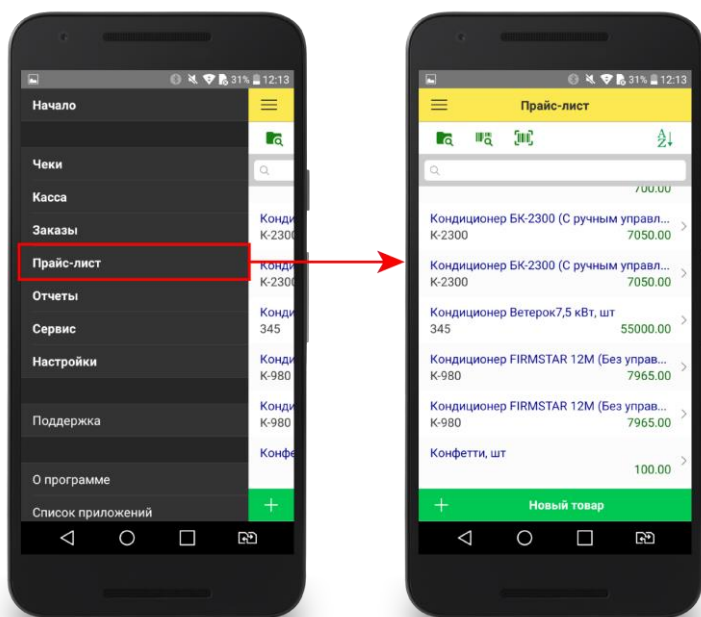 31% 12:13
Начало
Чеки
Касса
Заказы
Прайс-лист
Отчеты
Сервис
Настройки
Поддержка
О программе
Список приложений
Конди
К-2300
Конди
К-2300
Конди
345
Конди
К-980
Конди
К-980
Конфе
+
31% 12:13
Прайс-лист
700.00
Кондиционер БК-2300 (С ручным управл...
К-2300 7050.00
Кондиционер БК-2300 (С ручным управл...
К-2300 7050.00
Кондиционер Ветерок7,5 кВт, шт
345 55000.00
Кондиционер FIRMSTAR 12М (Без управ...
К-980 7965.00
Кондиционер FIRMSTAR 12М (Без управ...
К-980 7965.00
Конфетти, шт
100.00
+ Новый товар